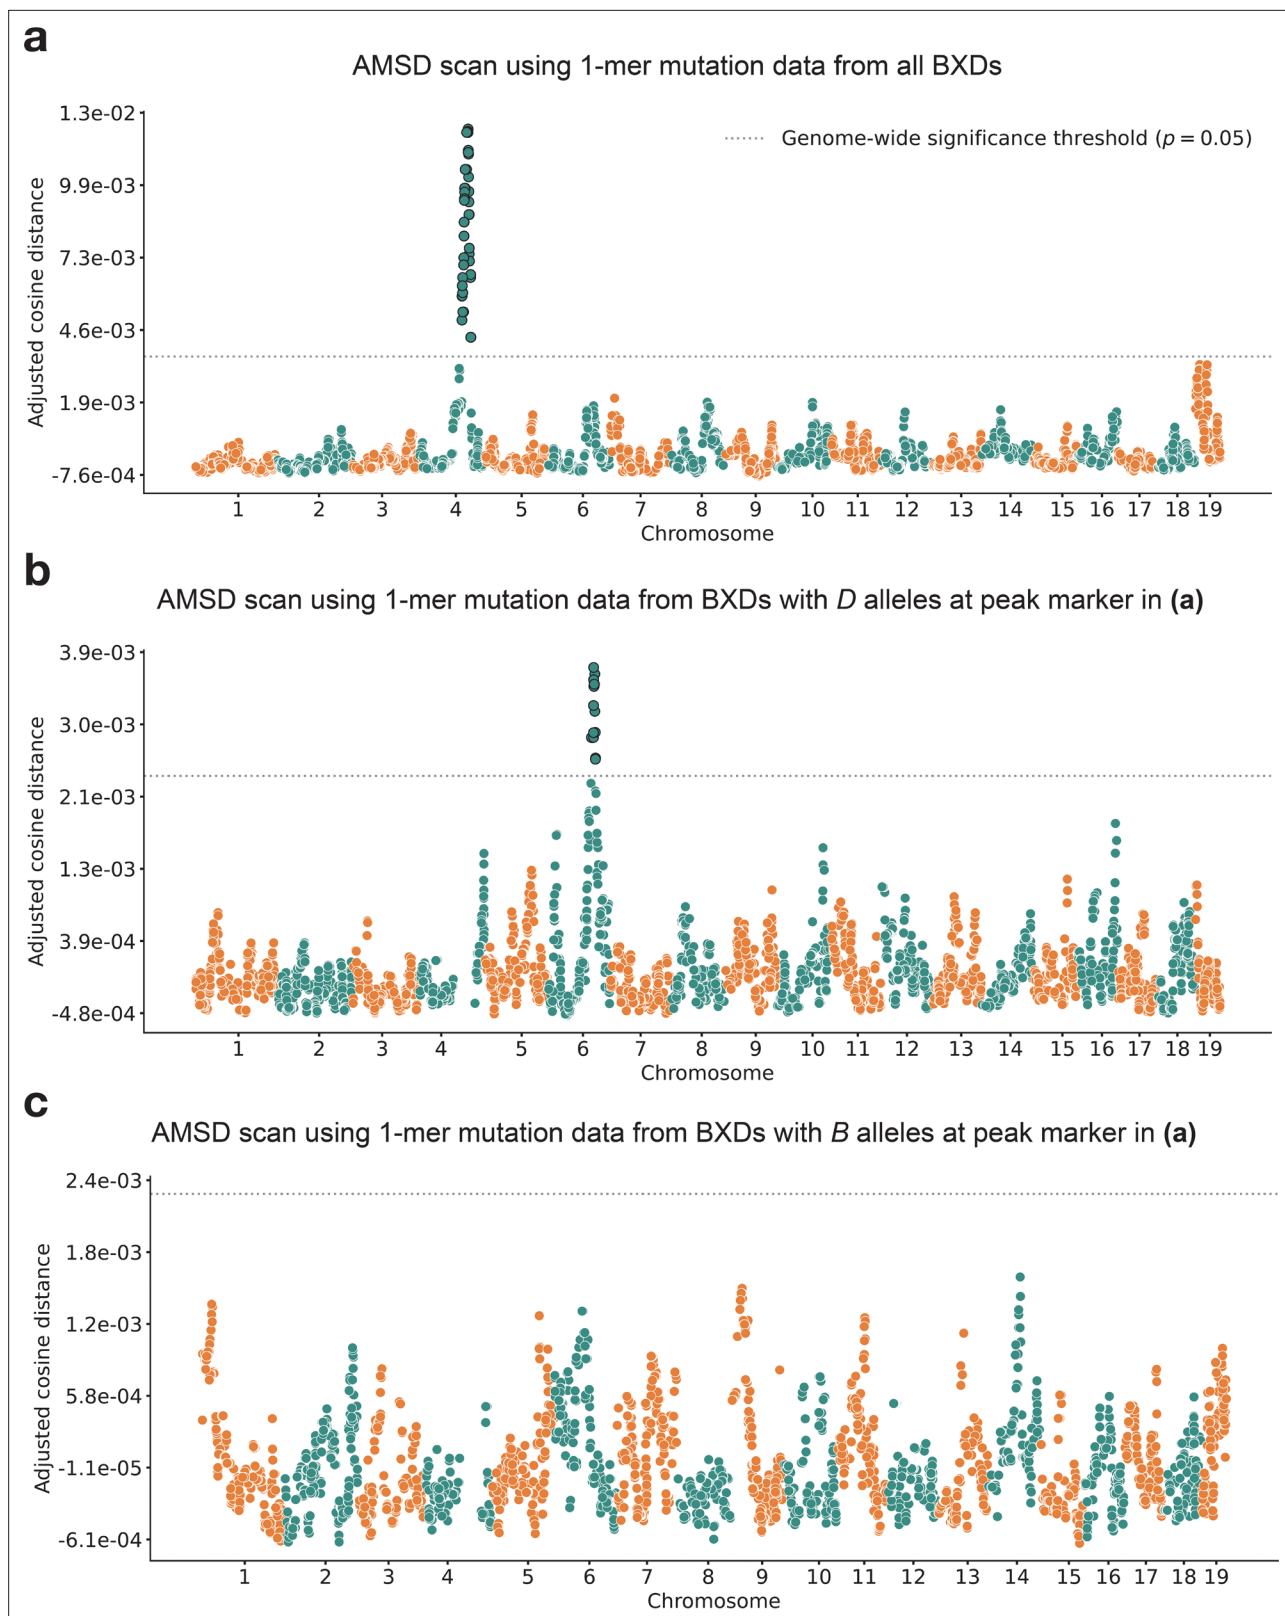 a
AMSD scan using 1-mer mutation data from all BXDs
1.3e-02
9.9e-03
7.3e-03
4.6e-03
1.9e-03
-7.6e-04
Adjusted cosine distance
Genome-wide significance threshold (p = 0.05)
1 2 3 4 5 6 7 8 9 10 11 12 13 14 15 16 17 18 19
Chromosome
b
AMSD scan using 1-mer mutation data from BXDs with D alleles at peak marker in (a)
3.9e-03
3.0e-03
2.1e-03
1.3e-03
3.9e-04
-4.8e-04
Adjusted cosine distance
1 2 3 4 5 6 7 8 9 10 11 12 13 14 15 16 17 18 19
Chromosome
c
AMSD scan using 1-mer mutation data from BXDs with B alleles at peak marker in (a)
2.4e-03
1.8e-03
1.2e-03
5.8e-04
-1.1e-05
-6.1e-04
Adjusted cosine distance
1 2 3 4 5 6 7 8 9 10 11 12 13 14 15 16 17 18 19
Chromosome